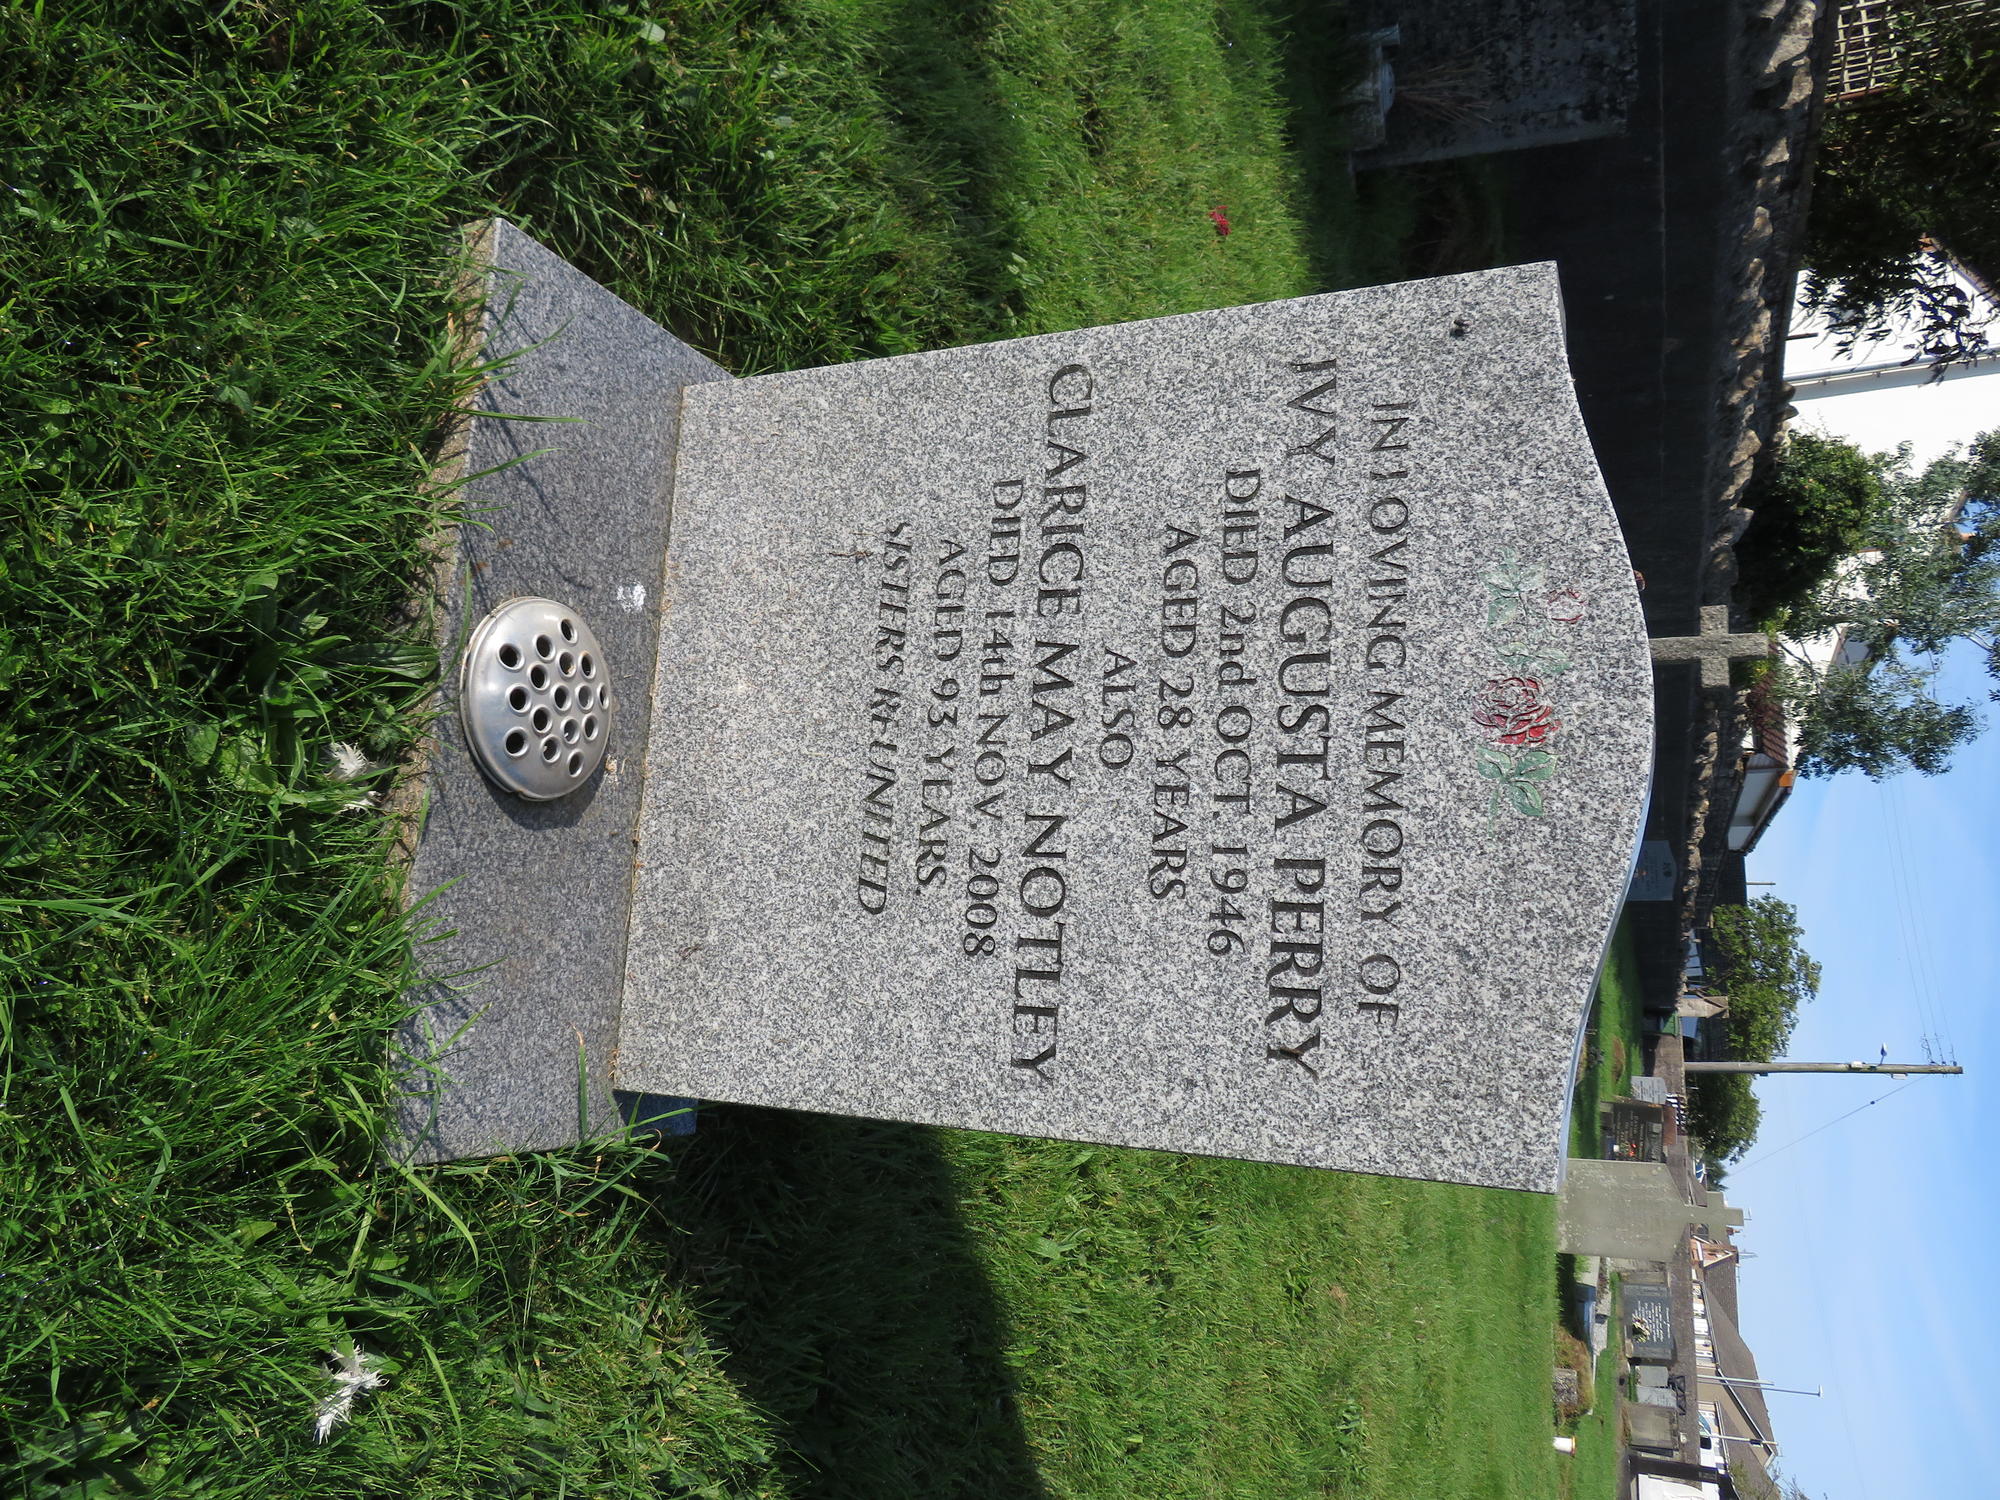 IN LOVING MEMORY OF
IVY AUGUSTA PERRY
DIED 2nd OCT. 1946
AGED 28 YEARS
ALSO
CLARICE MAY NOTLEY
DIED 14th NOV. 2008
AGED 93 YEARS.
SISTERS RE-UNITED